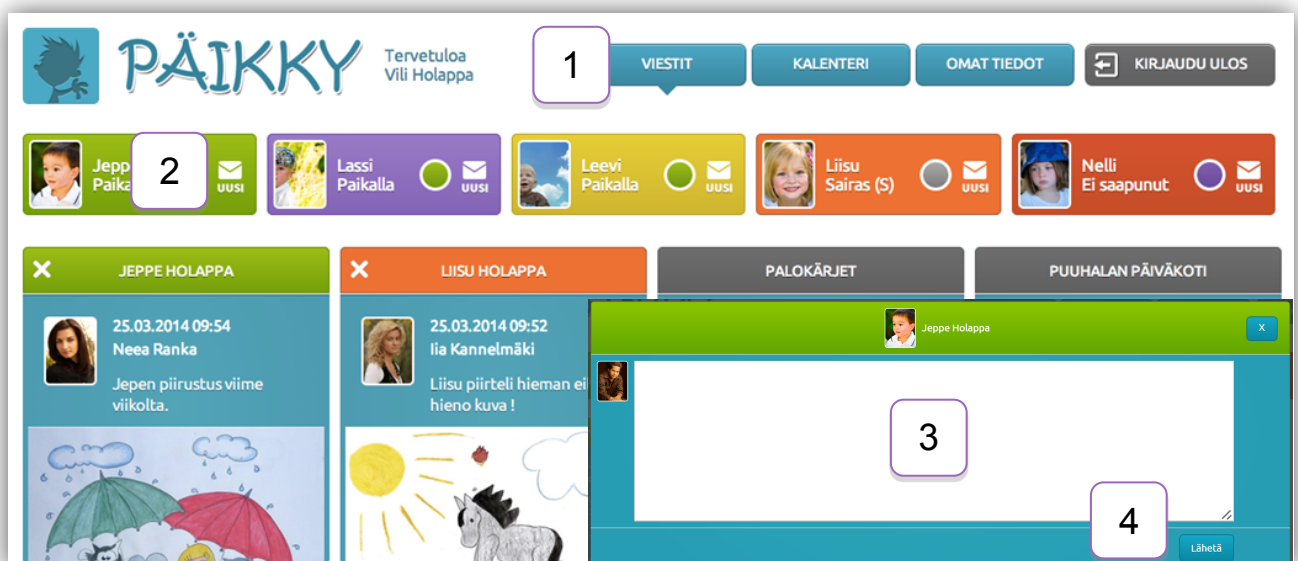 PÄIKKY
Tervetuloa
Vili Holappa
1
VIESTIT
KALENTERI
OMAT TIEDOT
KIRJAUDU ULOS
Jeppe
Paika
2
UUSI
Lassi
Paikalla
UUSI
Leevi
Paikalla
UUSI
Liisu
Sairas (S)
UUSI
Nelli
Ei saapunut
UUSI
JEPPE HOLAPPA
LIISU HOLAPPA
PALOKÄRJET
PUUHALAN PÄIVÄKOTI
25.03.2014 09:54
Neea Ranka
Jepen piirustus viime
viikolta.
25.03.2014 09:52
Iia Kannelmäki
Liisu piirteli hieman ei
hieno kuva !
Jeppe Holappa
X
3
4
Lähetä